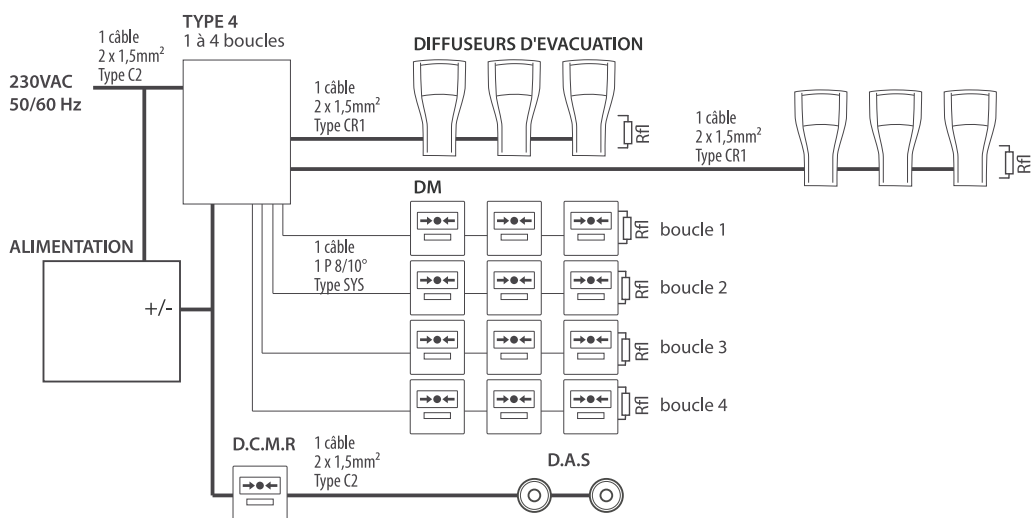 TYPE 4
1 à 4 boucles
1 câble
2 x 1,5mm²
Type C2
230VAC
50/60 Hz
DIFFUSEURS D'EVACUATION
1 câble
2 x 1,5mm²
Type CR1
Rfl
1 câble
2 x 1,5mm²
Type CR1
Rfl
DM
1 câble
1 P 8/10°
Type SYS
Rfl
boucle 1
Rfl
boucle 2
Rfl
boucle 3
Rfl
boucle 4
ALIMENTATION
+/-
D.C.M.R
1 câble
2 x 1,5mm²
Type C2
D.A.S